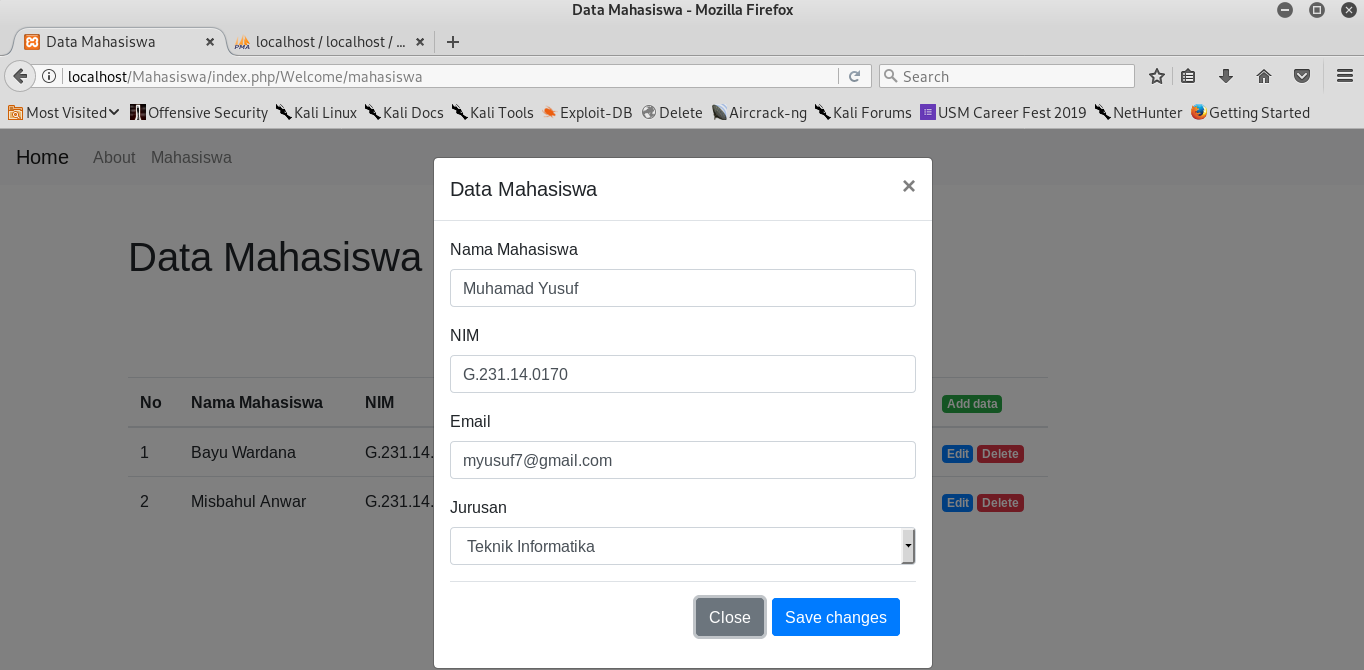 Data Mahasiswa - Mozilla Firefox
Data Mahasiswa × PMA localhost / localhost / ... × +
localhost/Mahasiswa/index.php/Welcome/mahasiswa Search
Most Visited Offensive Security Kali Linux Kali Docs Kali Tools Exploit-DB Delete Aircrack-ng Kali Forums USM Career Fest 2019 NetHunter Getting Started
Home About Mahasiswa
Data Mahasiswa ×
Data Mahasiswa
Nama Mahasiswa
Muhamad Yusuf
NIM
G.231.14.0170
No Nama Mahasiswa NIM Add data
Email
1 Bayu Wardana G.231.14. Edit Delete
myusuf7@gmail.com
2 Misbahul Anwar G.231.14. Edit Delete
Jurusan
Teknik Informatika
Close Save changes